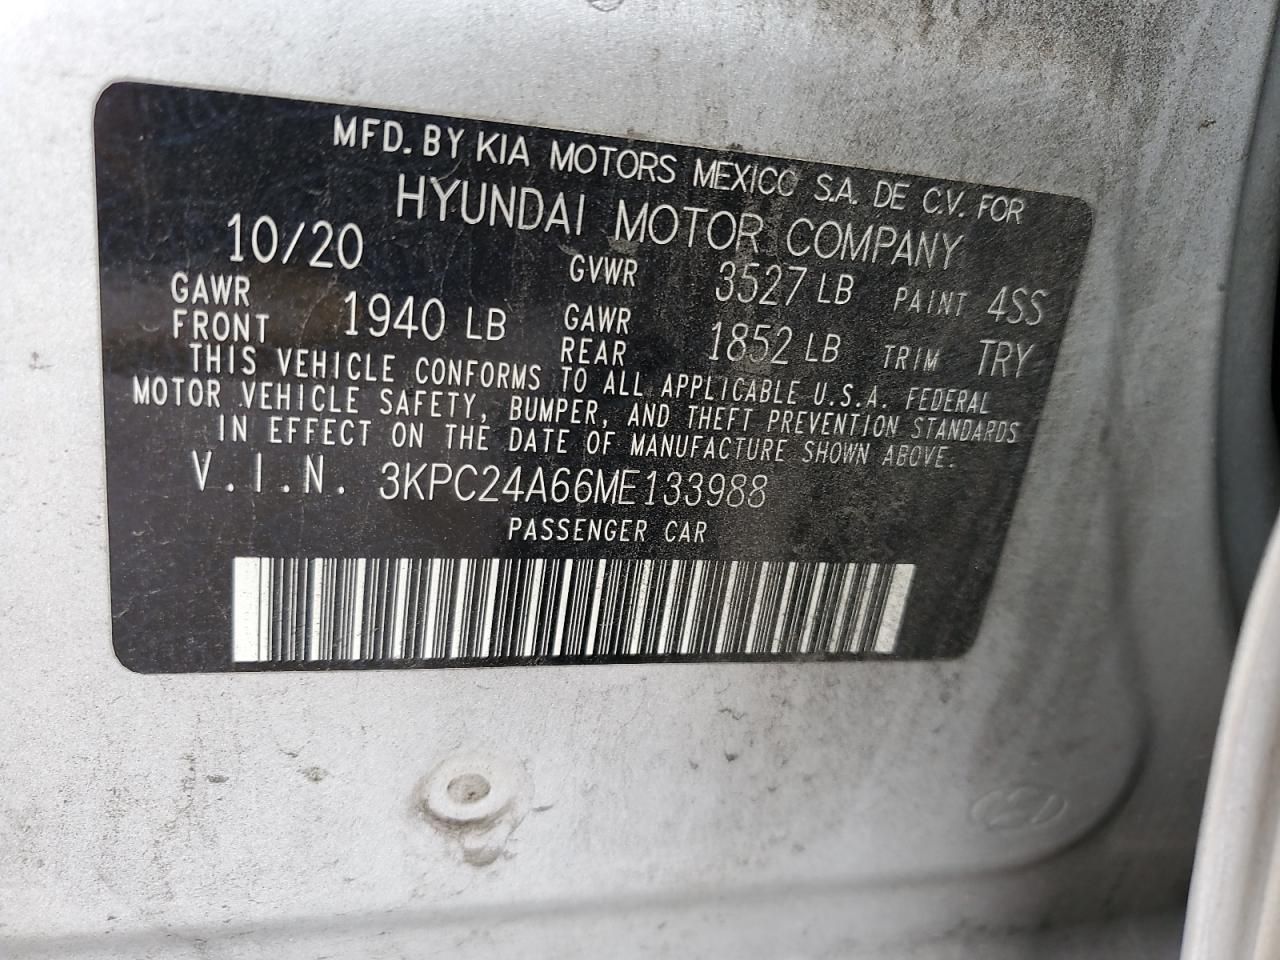 MFD. BY KIA MOTORS MEXICO S.A. DE C.V. FOR
HYUNDAI MOTOR COMPANY
10/20 GVWR 3527 LB PAINT 4SS
GAWR FRONT 1940 LB GAWR REAR 1852 LB TRIM TRY
THIS VEHICLE CONFORMS TO ALL APPLICABLE U.S.A. FEDERAL
MOTOR VEHICLE SAFETY, BUMPER, AND THEFT PREVENTION STANDARDS
IN EFFECT ON THE DATE OF MANUFACTURE SHOWN ABOVE.
V.I.N. 3KPC24A66ME133988
PASSENGER CAR